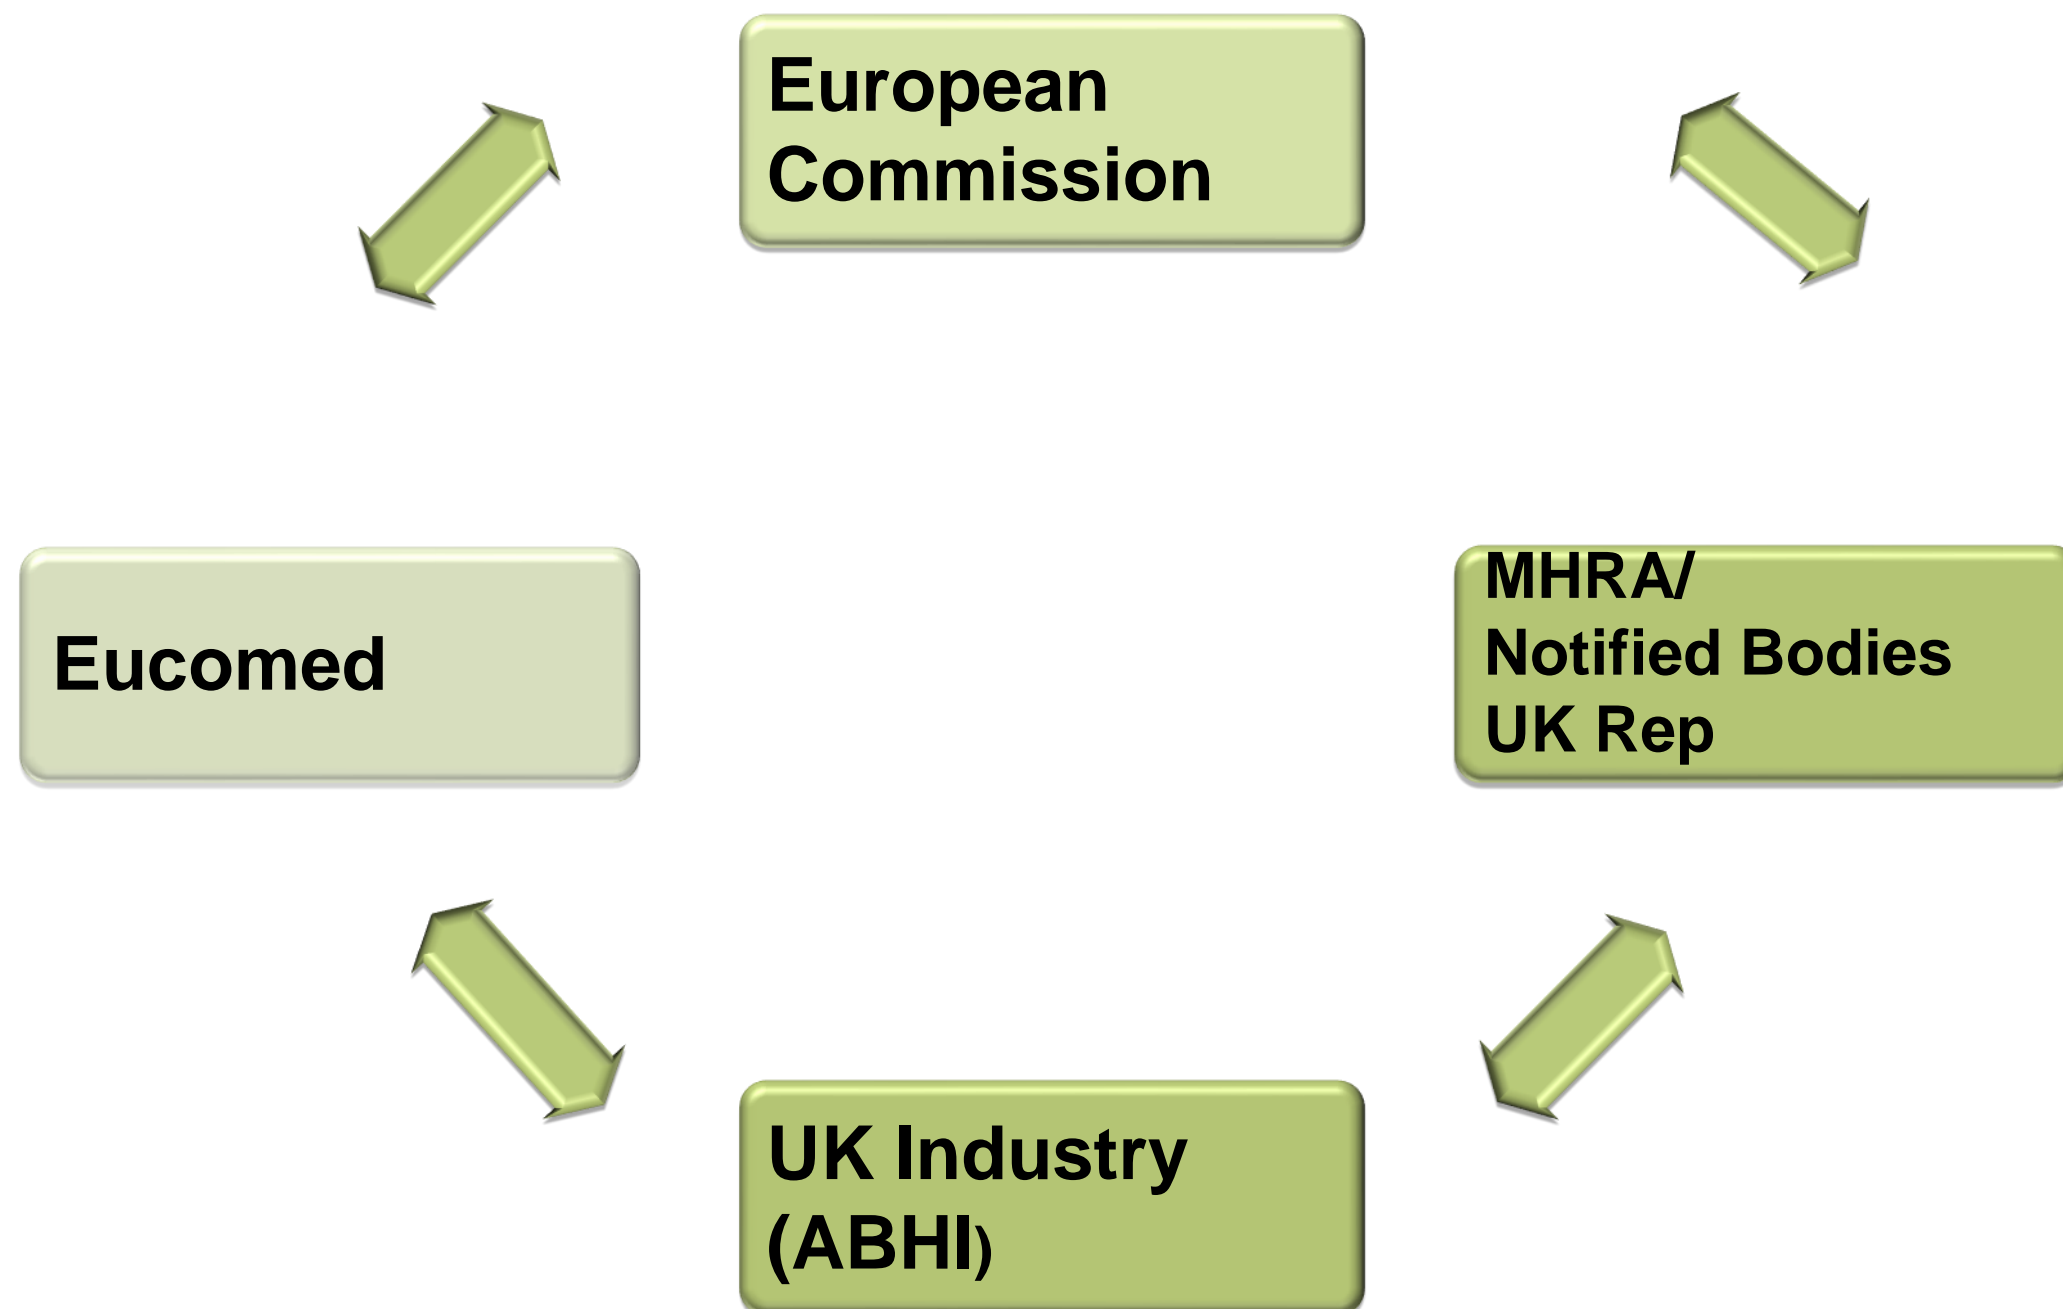 European
Commission
Eucomed
MHRA/
Notified Bodies
UK Rep
UK Industry
(ABHI)